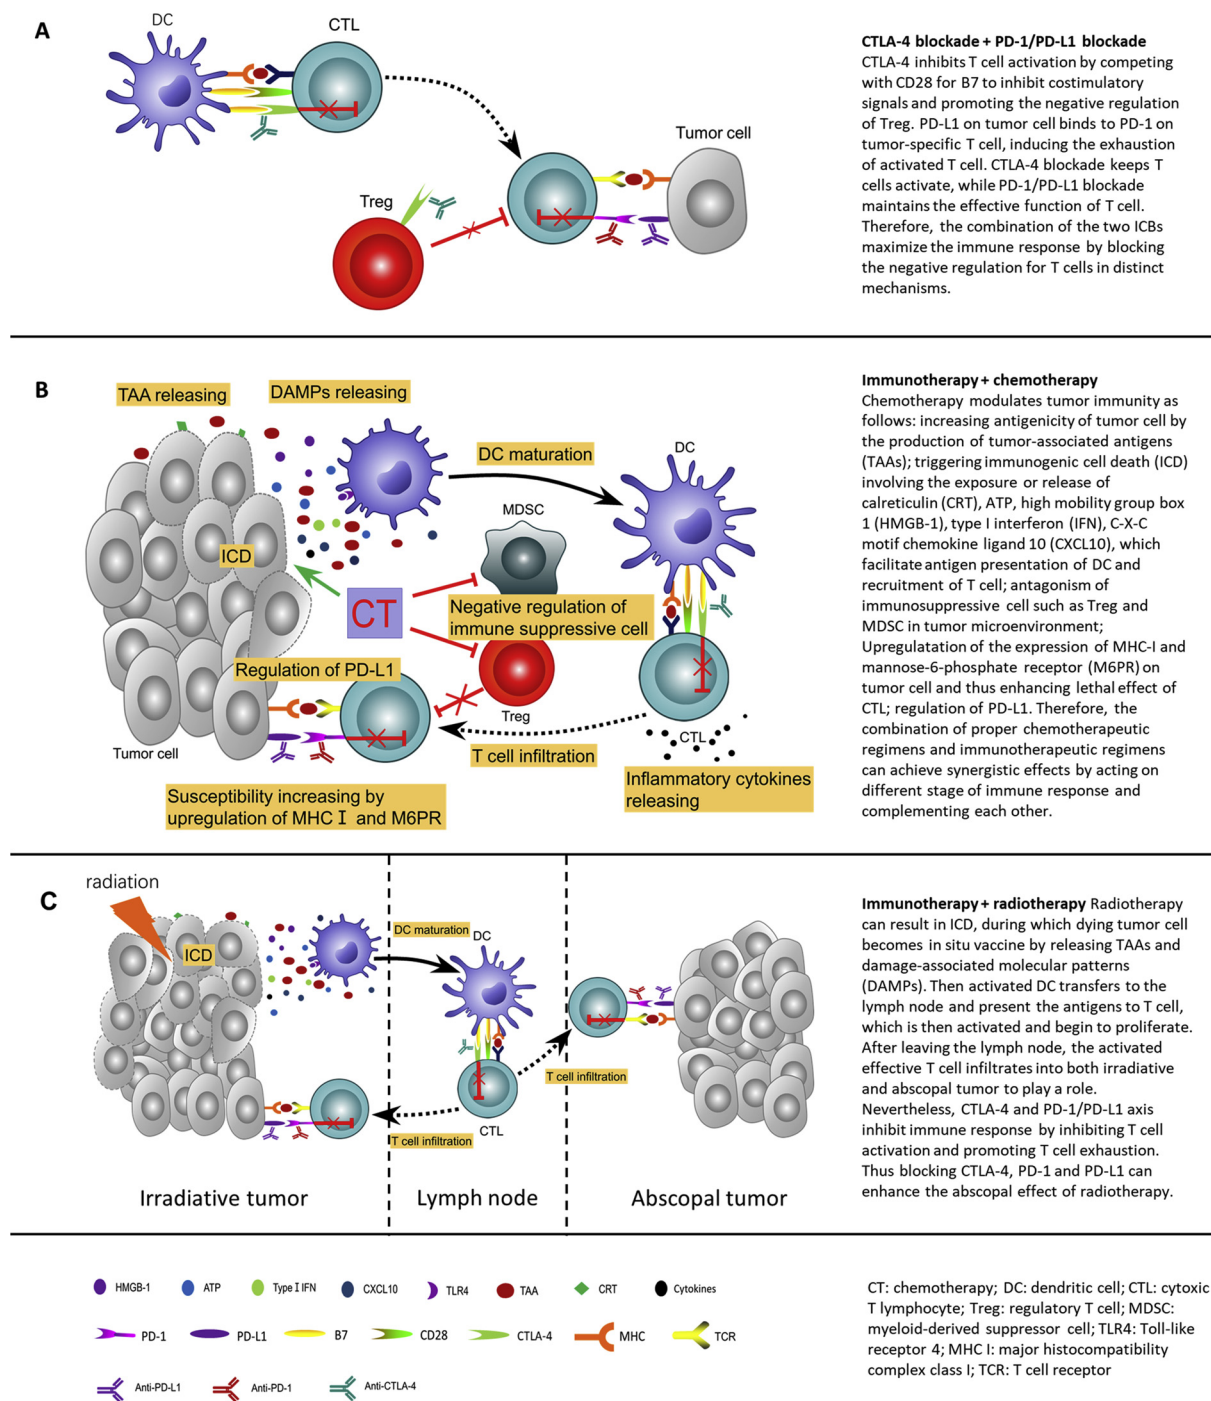 A
DC
CTL
Treg
Tumor cell
CTLA-4 blockade + PD-1/PD-L1 blockade
CTLA-4 inhibits T cell activation by competing
with CD28 for B7 to inhibit costimulatory
signals and promoting the negative regulation
of Treg. PD-L1 on tumor cell binds to PD-1 on
tumor-specific T cell, inducing the exhaustion
of activated T cell. CTLA-4 blockade keeps T
cells activate, while PD-1/PD-L1 blockade
maintains the effective function of T cell.
Therefore, the combination of the two ICBs
maximize the immune response by blocking
the negative regulation for T cells in distinct
mechanisms.
B
TAA releasing
DAMPs releasing
DC maturation
DC
MDSC
ICD
CT
Negative regulation of
immune suppressive cell
Regulation of PD-L1
Treg
Tumor cell
T cell infiltration
CTL
Inflammatory cytokines
releasing
Susceptibility increasing by
upregulation of MHC I and M6PR
Immunotherapy + chemotherapy
Chemotherapy modulates tumor immunity as
follows: increasing antigenicity of tumor cell by
the production of tumor-associated antigens
(TAAs); triggering immunogenic cell death (ICD)
involving the exposure or release of
calreticulin (CRT), ATP, high mobility group box
1 (HMGB-1), type I interferon (IFN), C-X-C
motif chemokine ligand 10 (CXCL10), which
facilitate antigen presentation of DC and
recruitment of T cell; antagonism of
immunosuppressive cell such as Treg and
MDSC in tumor microenvironment;
Upregulatation of the expression of MHC-I and
mannose-6-phosphate receptor (M6PR) on
tumor cell and thus enhancing lethal effect of
CTL; regulation of PD-L1. Therefore, the
combination of proper chemotherapeutic
regimens and immunotherapeutic regimens
can achieve synergistic effects by acting on
different stage of immune response and
complementing each other.
C
radiation
ICD
DC maturation
DC
T cell infiltration
T cell infiltration
CTL
Irradiative tumor
Lymph node
Abscopal tumor
Immunotherapy + radiotherapy Radiotherapy
can result in ICD, during which dying tumor cell
becomes in situ vaccine by releasing TAAs and
damage-associated molecular patterns
(DAMPs). Then activated DC transfers to the
lymph node and present the antigens to T cell,
which is then activated and begin to proliferate.
After leaving the lymph node, the activated
effective T cell infiltrates into both irradiative
and abscopal tumor to play a role.
Nevertheless, CTLA-4 and PD-1/PD-L1 axis
inhibit immune response by inhibiting T cell
activation and promoting T cell exhaustion.
Thus blocking CTLA-4, PD-1 and PD-L1 can
enhance the abscopal effect of radiotherapy.
HMGB-1 ATP Type I IFN CXCL10 TLR4 TAA CRT Cytokines
PD-1 PD-L1 B7 CD28 CTLA-4 MHC TCR
Anti-PD-L1 Anti-PD-1 Anti-CTLA-4
CT: chemotherapy; DC: dendritic cell; CTL: cytoxic
T lymphocyte; Treg: regulatory T cell; MDSC:
myeloid-derived suppressor cell; TLR4: Toll-like
receptor 4; MHC I: major histocompatibility
complex class I; TCR: T cell receptor